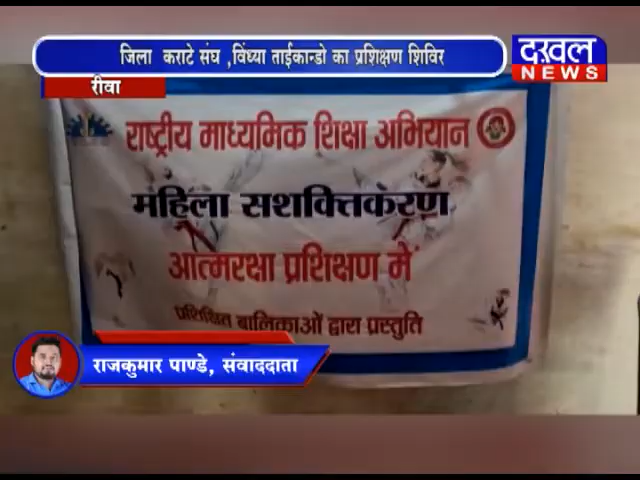 जिला कराटे संघ ,विंध्या ताईकान्डो का प्रशिक्षण शिविर
दखल
NEWS
रीवा
राष्ट्रीय माध्यमिक शिक्षा अभियान
महिला सशक्तिकरण
आत्मरक्षा प्रशिक्षण में
प्रशिक्षित बालिकाओं द्वारा प्रस्तुति
राजकुमार पाण्डे, संवाददाता